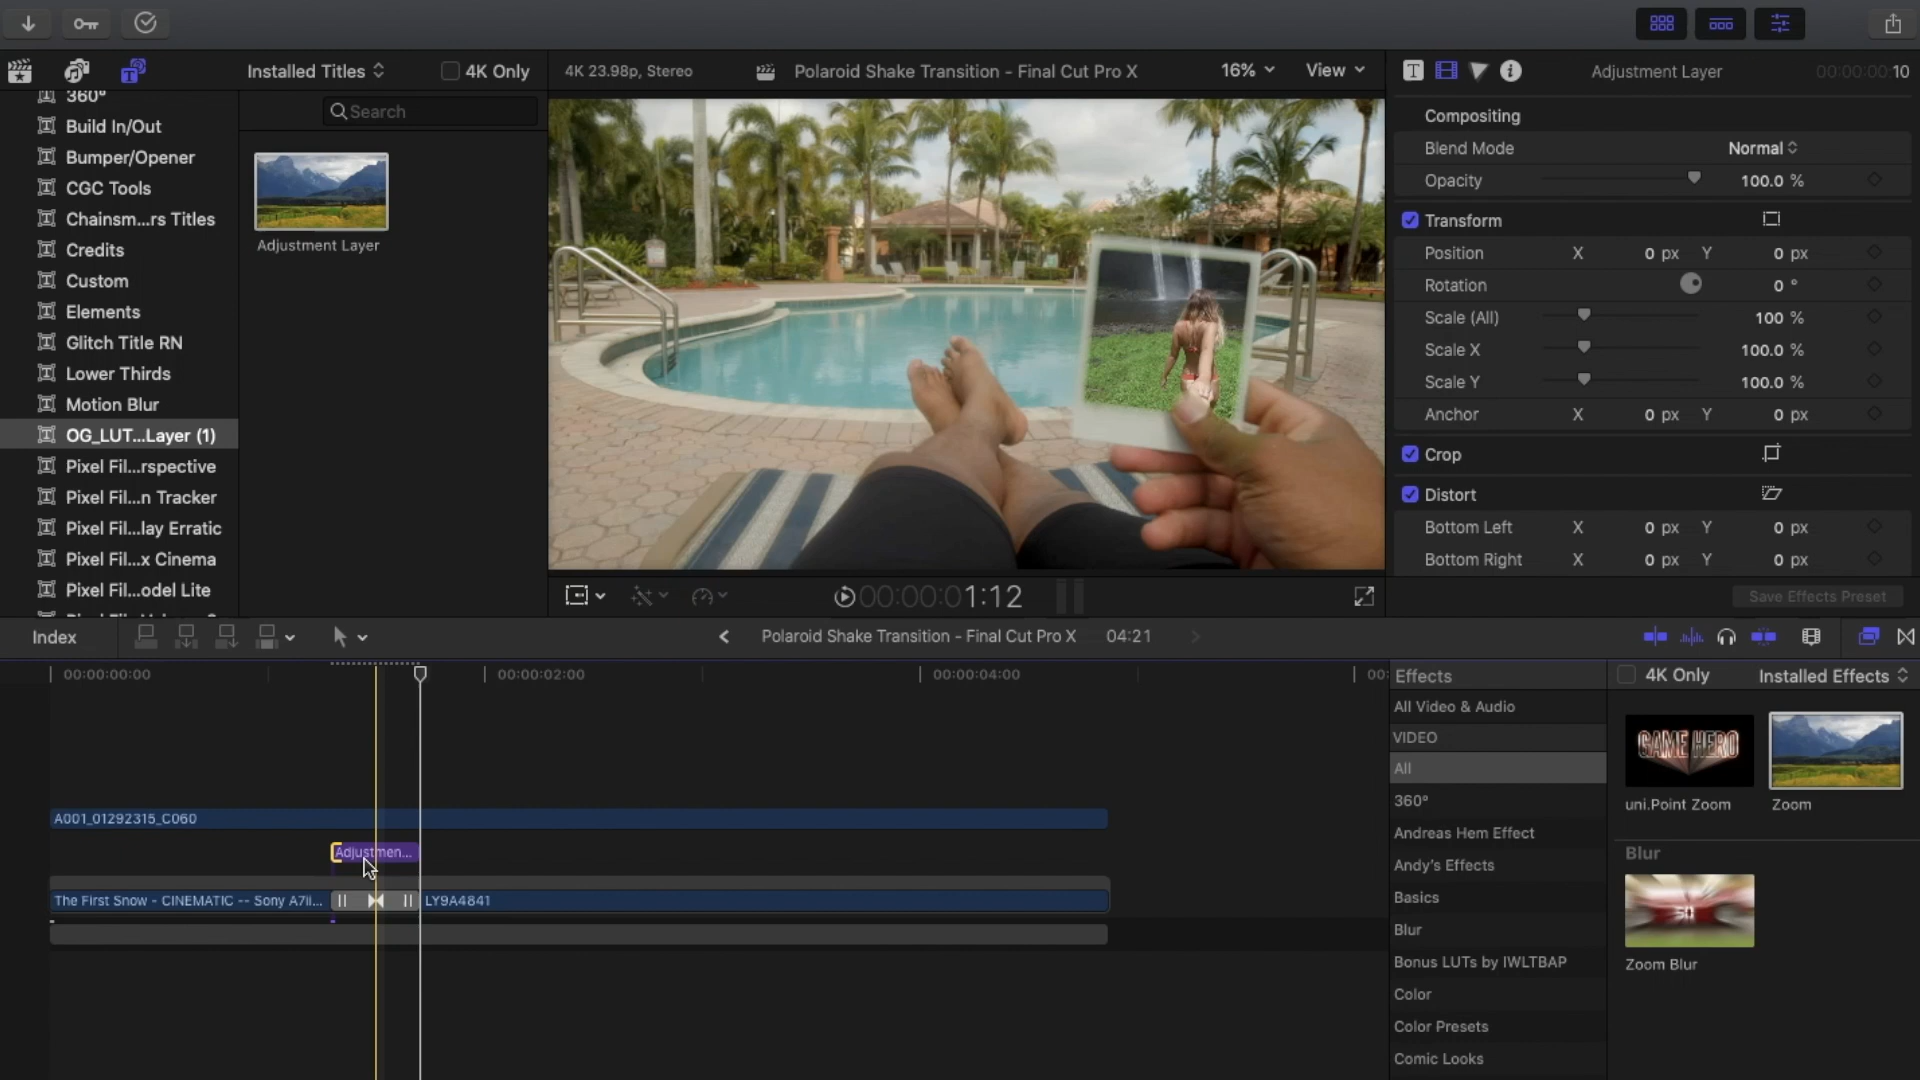 Installed Titles
4K Only
4K 23.98p, Stereo
Polaroid Shake Transition - Final Cut Pro X
16%
View
Adjustment Layer
00:00:00:10
360°
Build In/Out
Bumper/Opener
CGC Tools
Chainsm...rs Titles
Credits
Custom
Elements
Glitch Title RN
Lower Thirds
Motion Blur
OG_LUT...Layer (1)
Pixel Fil...rspective
Pixel Fil...n Tracker
Pixel Fil...lay Erratic
Pixel Fil...x Cinema
Pixel Fil...odel Lite
Search
Adjustment Layer
Compositing
Blend Mode Normal
Opacity 100.0 %
Transform
Position X 0 px Y 0 px
Rotation 0 °
Scale (All) 100 %
Scale X 100.0 %
Scale Y 100.0 %
Anchor X 0 px Y 0 px
Crop
Distort
Bottom Left X 0 px Y 0 px
Bottom Right X 0 px Y 0 px
Save Effects Preset
00:00:01:12
Index
Polaroid Shake Transition - Final Cut Pro X 04:21
00:00:00:00
00:00:02:00
00:00:04:00
00:
A001_01292315_C060
Adjustmen...
The First Snow - CINEMATIC -- Sony A7ii...
LY9A4841
Effects
4K Only
Installed Effects
All Video & Audio
VIDEO
All
360°
Andreas Hem Effect
Andy's Effects
Basics
Blur
Bonus LUTs by IWLTBAP
Color
Color Presets
Comic Looks
GAME HERO
uni.Point Zoom
Zoom
Blur
Zoom Blur